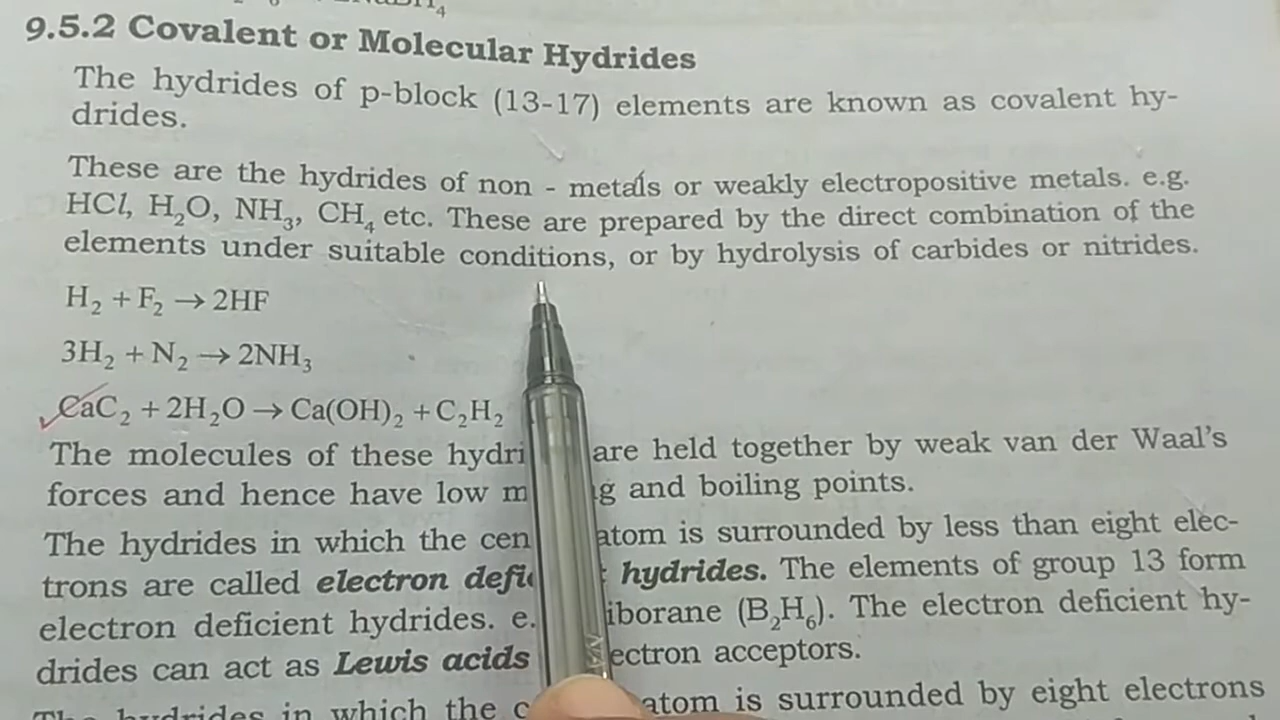 4
9.5.2 Covalent or Molecular Hydrides
The hydrides of p-block (13-17) elements are known as covalent hy-
drides.
These are the hydrides of non - metals or weakly electropositive metals. e.g.
HCl, H₂O, NH₃, CH₄ etc. These are prepared by the direct combination of the
elements under suitable conditions, or by hydrolysis of carbides or nitrides.
H₂ + F₂ → 2HF
3H₂ + N₂ → 2NH₃
CaC₂ + 2H₂O → Ca(OH)₂ + C₂H₂
The molecules of these are held together by weak van der Waal's
forces and hence have low and boiling points.
The hydrides in which the atom is surrounded by less than eight elec-
trons are called electron hydrides. The elements of group 13 form
electron deficient hydrides. (B₂H₆). The electron deficient hy-
drides can act as Lewis acids acceptors.
hydrides in which the atom is surrounded by eight electrons